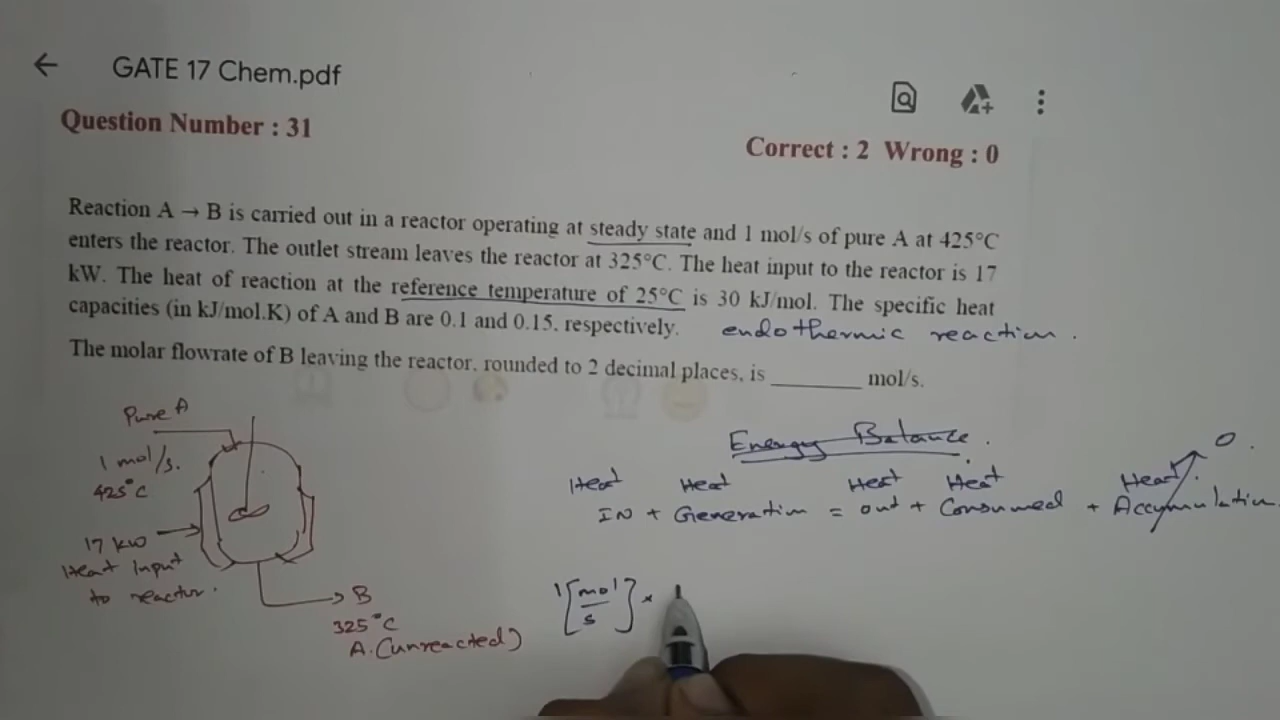 GATE 17 Chem.pdf
Question Number : 31
Correct : 2 Wrong : 0
Reaction A → B is carried out in a reactor operating at steady state and 1 mol/s of pure A at 425°C
enters the reactor. The outlet stream leaves the reactor at 325°C. The heat input to the reactor is 17
kW. The heat of reaction at the reference temperature of 25°C is 30 kJ/mol. The specific heat
capacities (in kJ/mol.K) of A and B are 0.1 and 0.15, respectively.
endothermic reaction.
The molar flowrate of B leaving the reactor, rounded to 2 decimal places, is ________ mol/s.
Pure A
1 mol/s.
425°C
17 kW
Heat Input
to reactor.
B
325°C
A. (unreacted)
Energy Balance.
0.
Heat Heat Heat Heat Heat.
IN + Generation = out + Consumed + Accumulation
1 [mol/s] ×